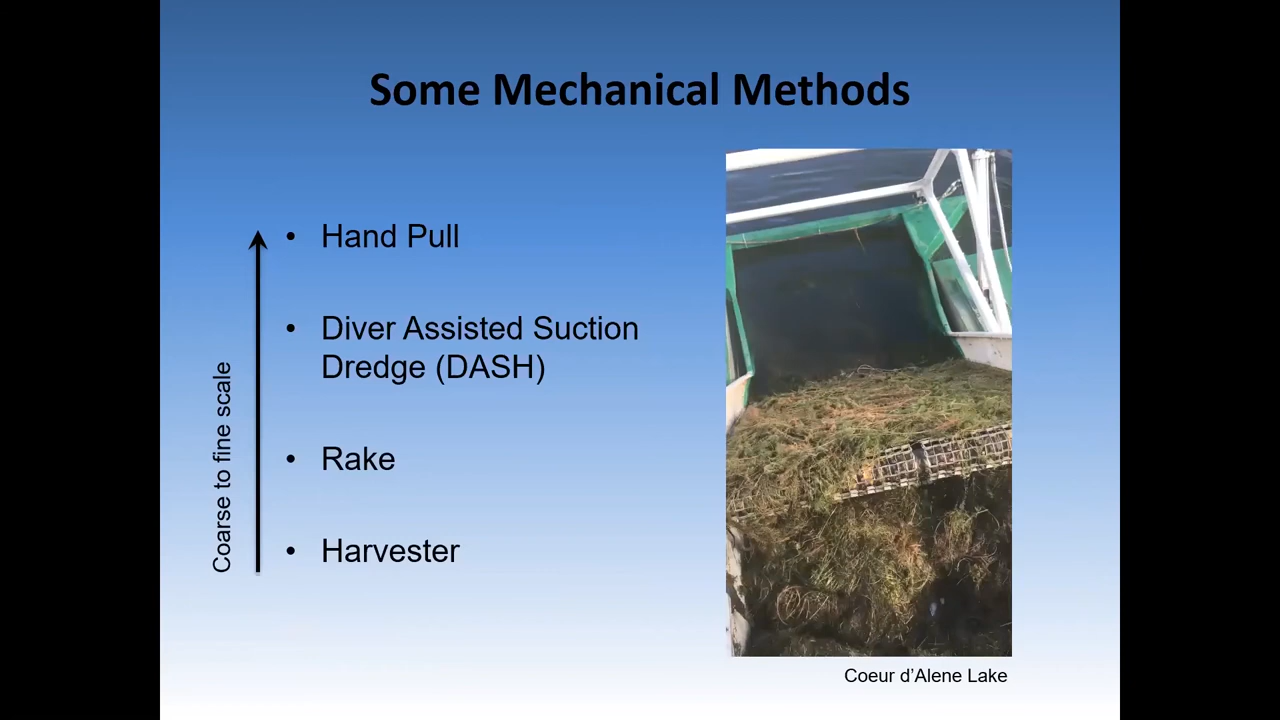 Some Mechanical Methods
Coarse to fine scale
• Hand Pull
• Diver Assisted Suction
Dredge (DASH)
• Rake
• Harvester
Coeur d’Alene Lake